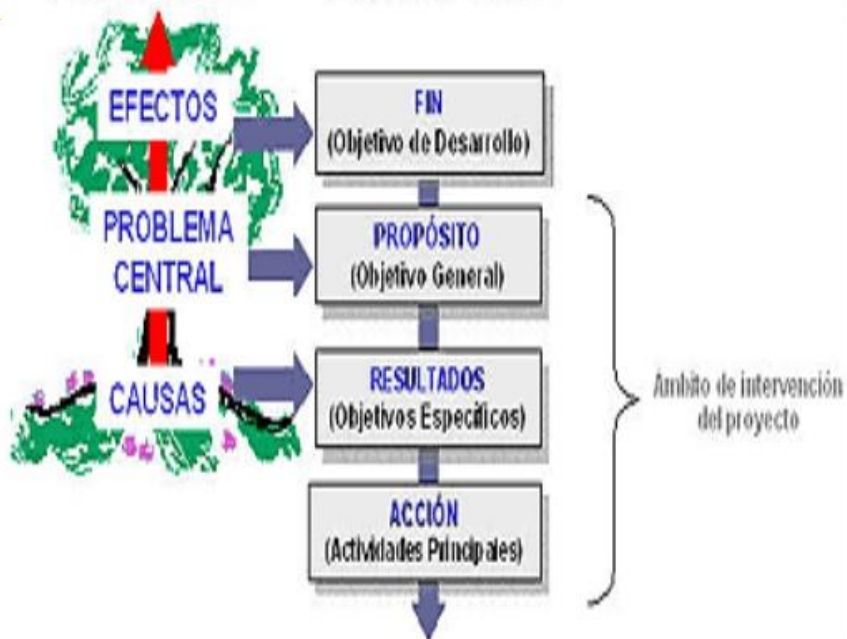 EFECTOS
PROBLEMA
CENTRAL
CAUSAS
FIN
(Objetivo de Desarrollo)
PROPÓSITO
(Objetivo General)
RESULTADOS
(Objetivos Específicos)
ACCIÓN
(Actividades Principales)
Ámbito de intervención
del proyecto